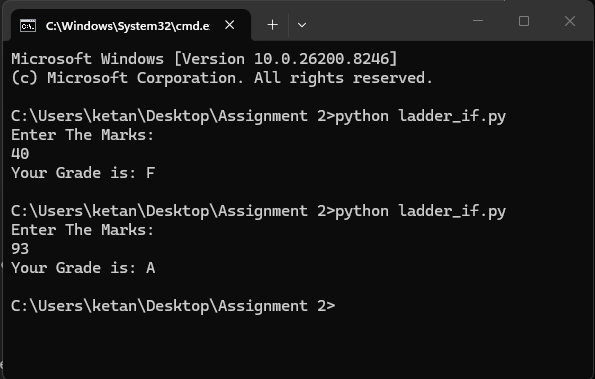 C:\Windows\System32\cmd.e
Microsoft Windows [Version 10.0.26200.8246]
(c) Microsoft Corporation. All rights reserved.
C:\Users\ketan\Desktop\Assignment 2>python ladder_if.py
Enter The Marks:
40
Your Grade is: F
C:\Users\ketan\Desktop\Assignment 2>python ladder_if.py
Enter The Marks:
93
Your Grade is: A
C:\Users\ketan\Desktop\Assignment 2>